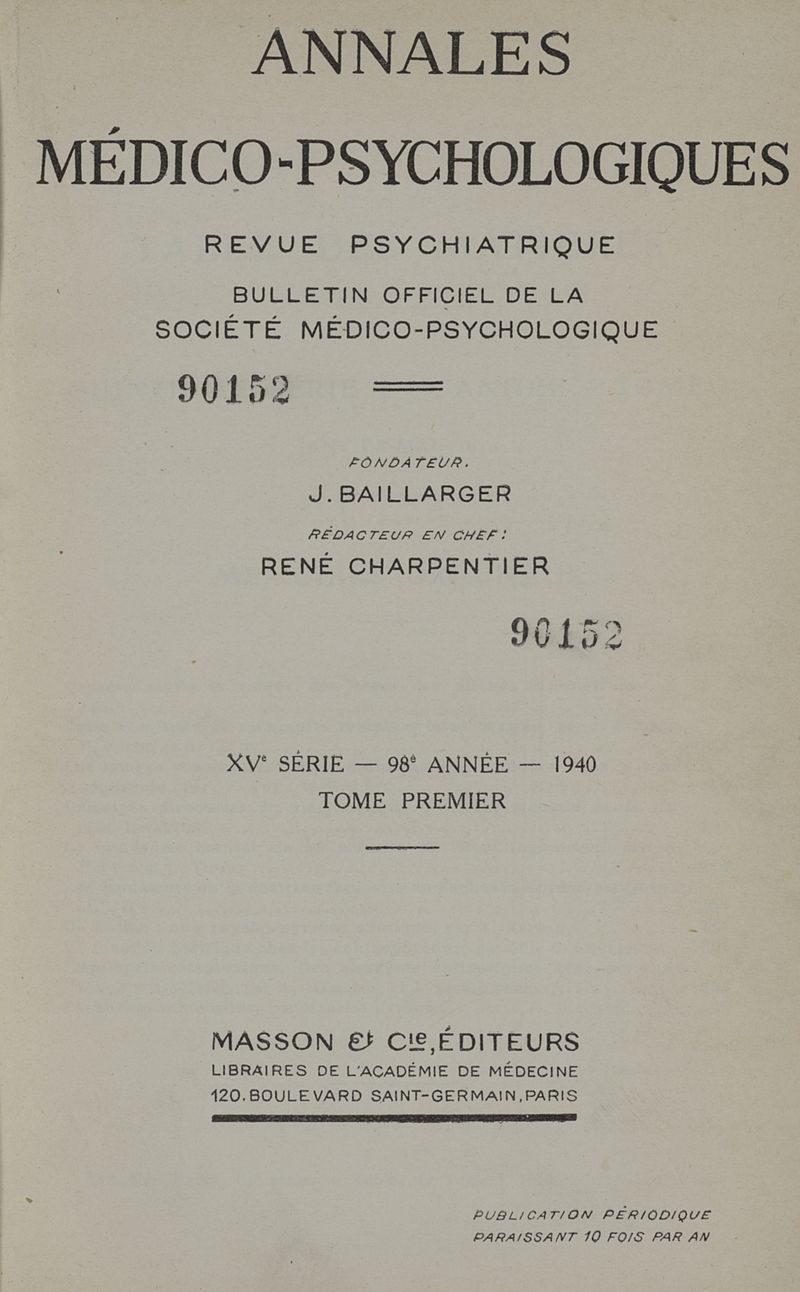 ANNALES
MÉDICO-PSYCHOLOGIQUES
REVUE PSYCHIATRIQUE
BULLETIN OFFICIEL DE LA
SOCIÉTÉ MÉDICO-PSYCHOLOGIQUE
90152
FONDATEUR.
J. BAILLARGER
RÉDACTEUR EN CHEF:
RENÉ CHARPENTIER
90152
XVe SÉRIE — 98e ANNÉE — 1940
TOME PREMIER
MASSON & Cie, ÉDITEURS
LIBRAIRES DE L'ACADÉMIE DE MÉDECINE
120. BOULEVARD SAINT-GERMAIN, PARIS
PUBLICATION PÉRIODIQUE
PARAISSANT 10 FOIS PAR AN